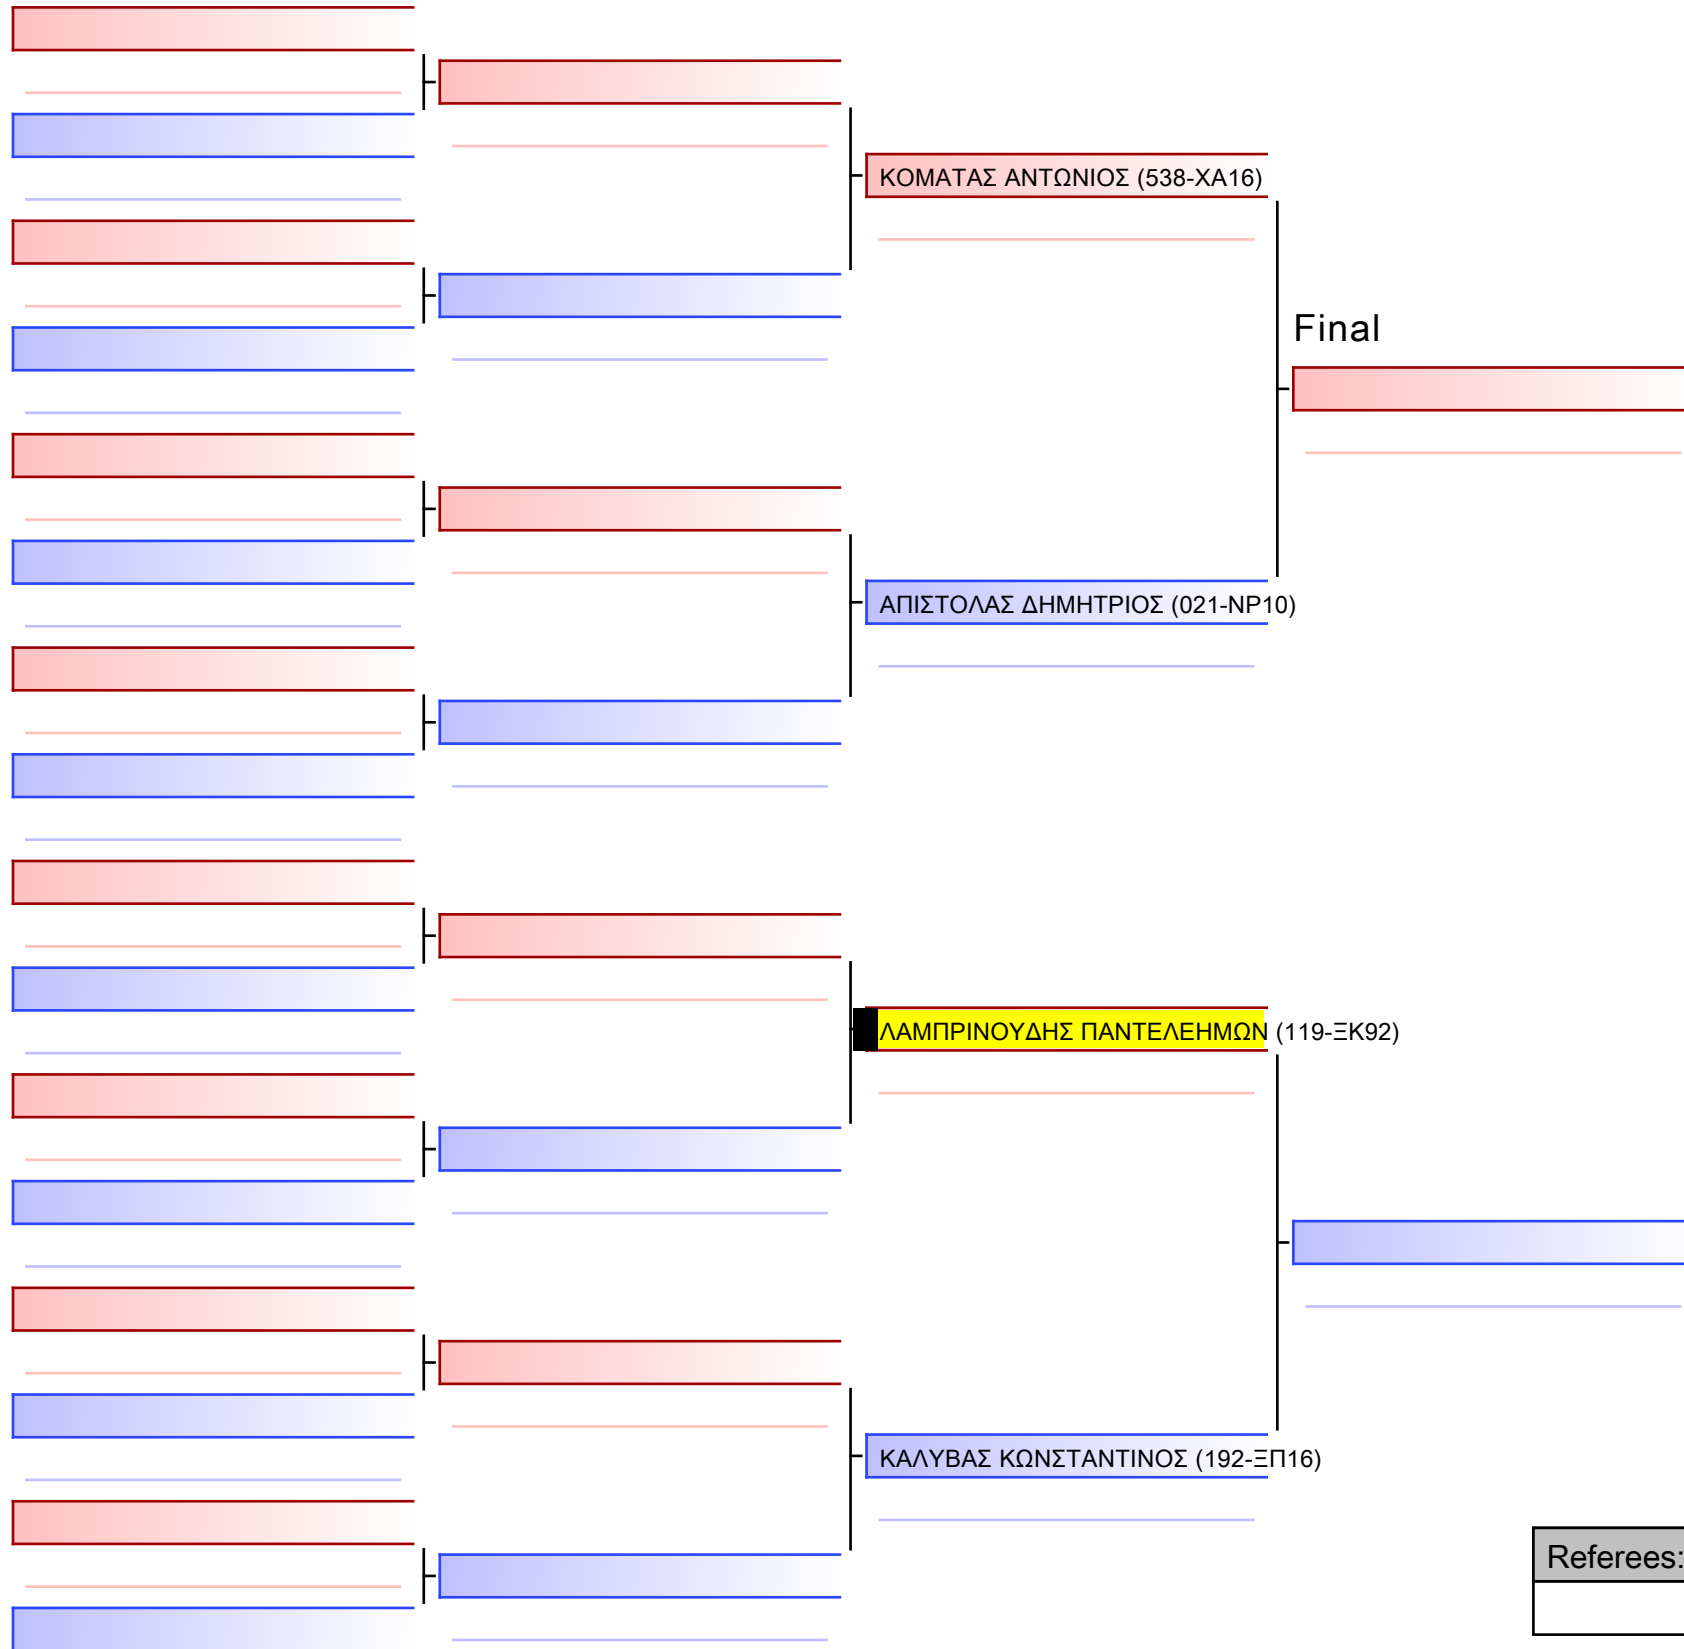 ΚΟΜΑΤΑΣ ΑΝΤΩΝΙΟΣ (538-ΧΑ16)
Final
ΑΠΙΣΤΟΛΑΣ ΔΗΜΗΤΡΙΟΣ (021-ΝΡ10)
ΛΑΜΠΡΙΝΟΥΔΗΣ ΠΑΝΤΕΛΕΗΜΩΝ (119-ΞΚ92)
ΚΑΛΥΒΑΣ ΚΩΝΣΤΑΝΤΙΝΟΣ (192-ΞΠ16)
Referees: